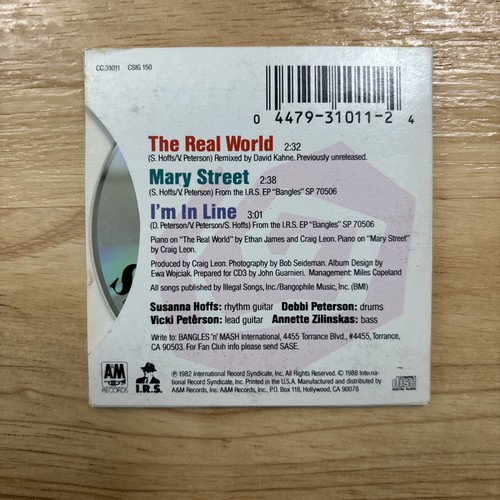 CC 31011 CSIG 150
0 4479-31011-2 4
The Real World 2:32
(S. Hoffs/V. Peterson) Remixed by David Kahne. Previously unreleased.
Mary Street 2:38
(S. Hoffs/V. Peterson) From the I.R.S. EP "Bangles" SP 70506
I'm In Line 3:01
(D. Peterson/V. Peterson/S. Hoffs) From the I.R.S. EP "Bangles" SP 70506
Piano on "The Real World" by Ethan James and Craig Leon. Piano on "Mary Street"
by Craig Leon.
Produced by Craig Leon. Photography by Bob Seideman. Album Design by
Ewa Wojciak. Prepared for CD3 by John Guarnieri. Management: Miles Copeland
All songs published by Illegal Songs, Inc./Bangophile Music, Inc. (BMI)
Susanna Hoffs: rhythm guitar Debbi Peterson: drums
Vicki Peterson: lead guitar Annette Zilinskas: bass
Write to: BANGLES 'n' MASH International, 4455 Torrance Blvd., #4455, Torrance,
CA 90503. For Fan Club info please send SASE.
A&M
RECORDS
I.R.S.
℗ 1982 International Record Syndicate, Inc. All Rights Reserved. © 1988 Interna-
tional Record Syndicate, Inc. Printed in the U.S.A. Manufactured and distributed by
A&M Records, Inc. A&M Records, Inc. P.O. Box 118, Hollywood, CA 90078
COMPACT
disc
DIGITAL AUDIO